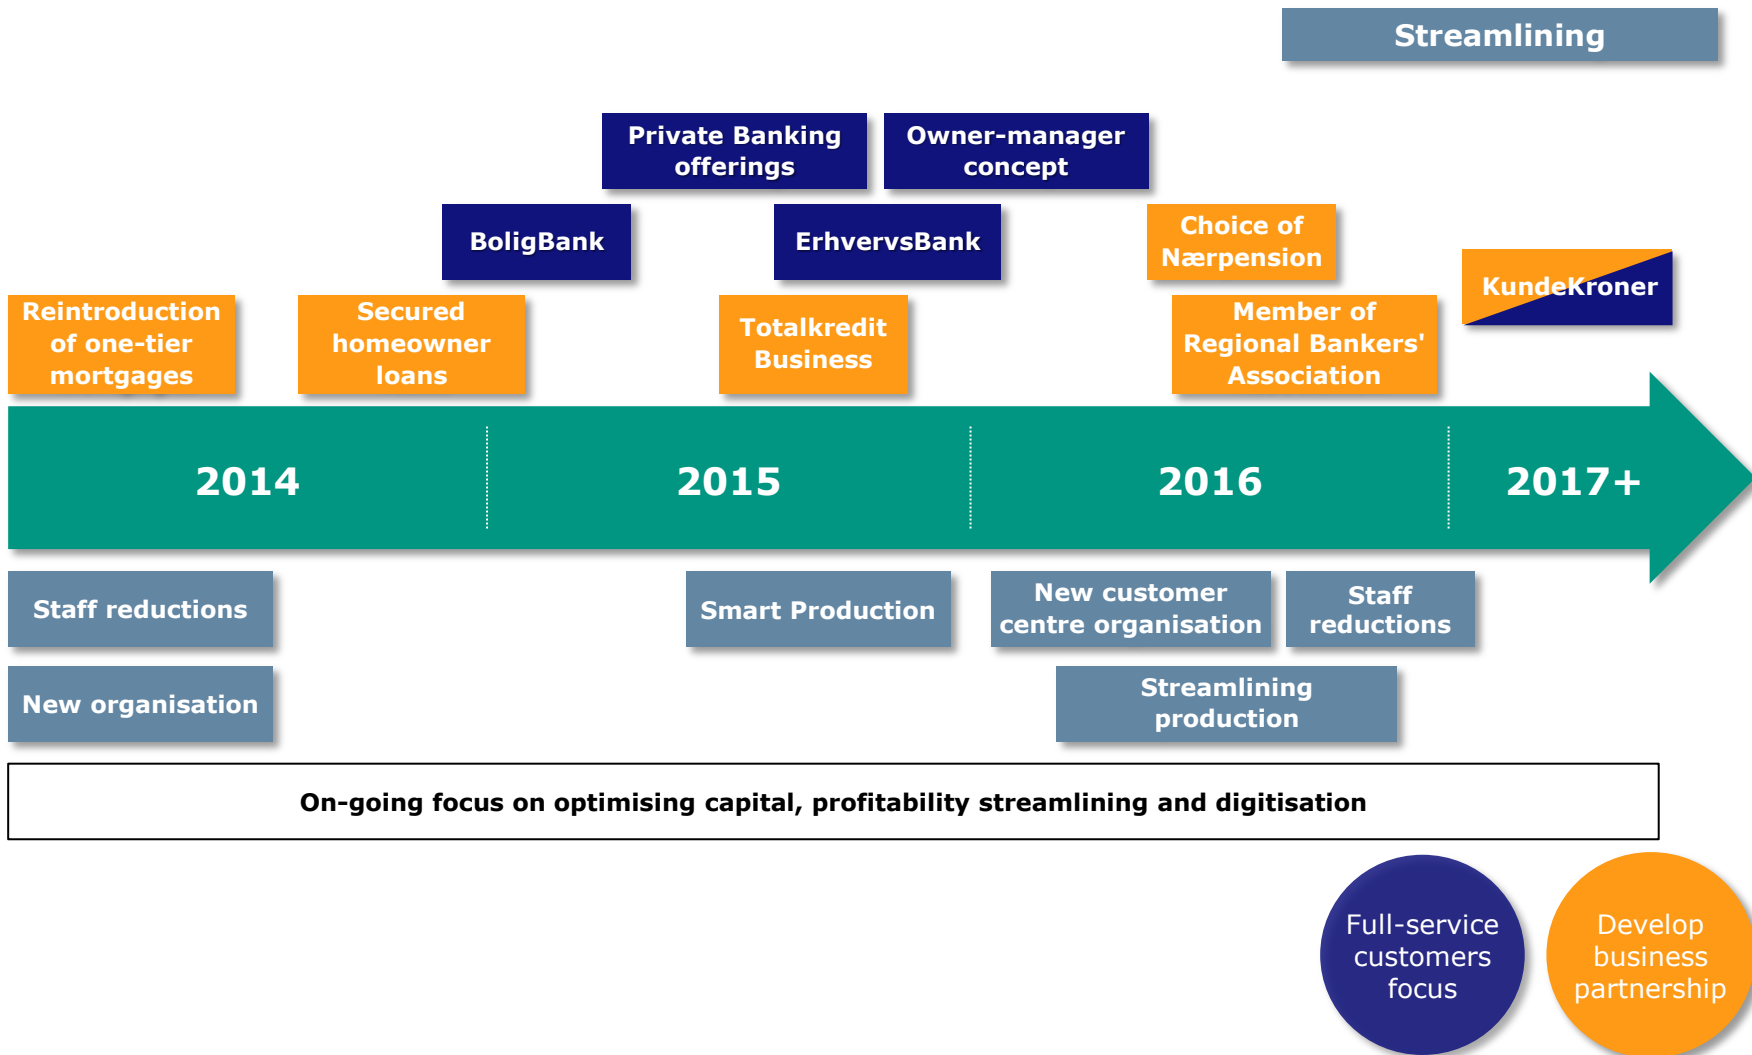 Streamlining
Private Banking
offerings
Owner-manager
concept
BoligBank
ErhvervsBank
Choice of
Nærpension
KundeKroner
Reintroduction
of one-tier
mortgages
Secured
homeowner
loans
Totalkredit
Business
Member of
Regional Bankers'
Association
2014
2015
2016
2017+
Staff reductions
Smart Production
New customer
centre organisation
Staff
reductions
New organisation
Streamlining
production
On-going focus on optimising capital, profitability streamlining and digitisation
Full-service
customers
focus
Develop
business
partnership